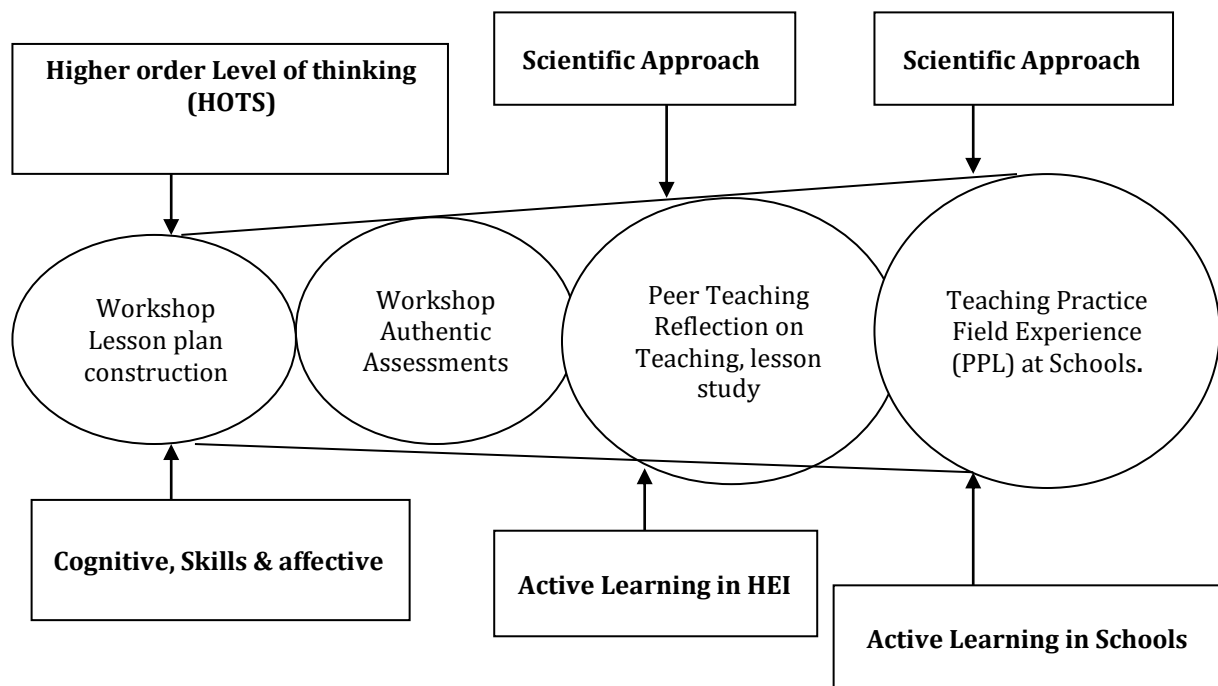 Higher order Level of thinking
(HOTS)
Scientific Approach
Scientific Approach
Workshop
Lesson plan
construction
Workshop
Authentic
Assessments
Peer Teaching
Reflection on
Teaching, lesson
study
Teaching Practice
Field Experience
(PPL) at Schools.
Cognitive, Skills & affective
Active Learning in HEI
Active Learning in Schools